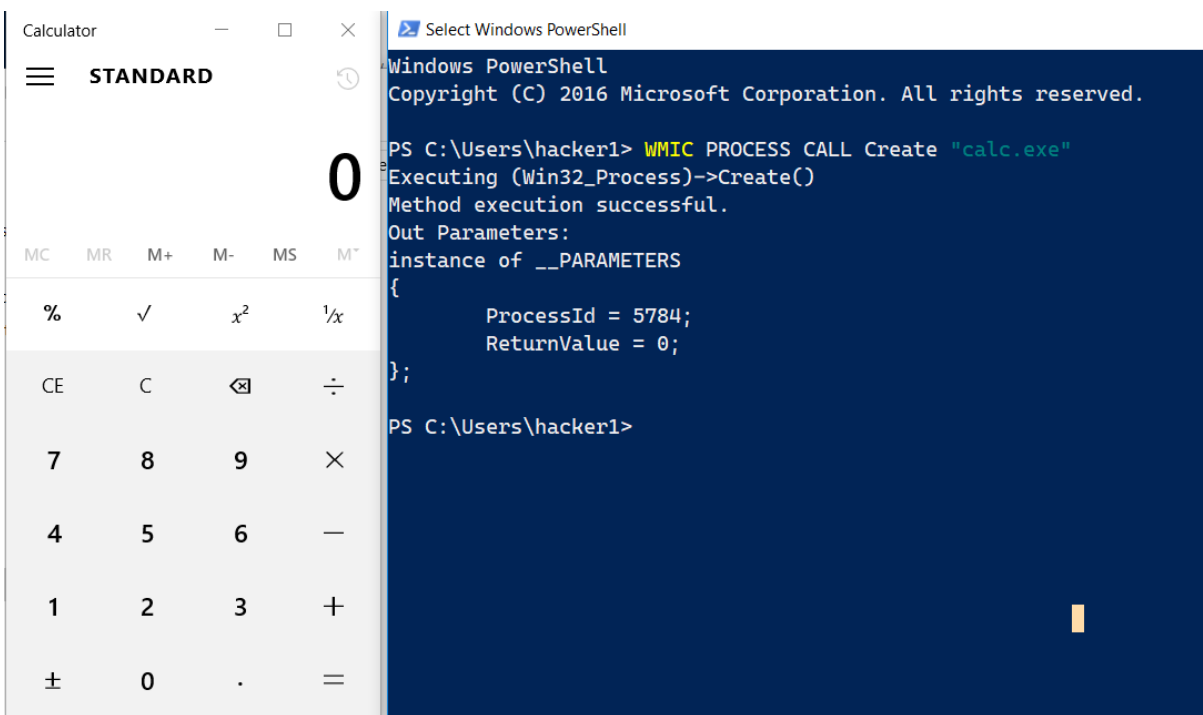 Calculator
STANDARD
0
MC MR M+ M- MS M˅
% √ x² ¹/x
CE C ÷
7 8 9 ×
4 5 6 −
1 2 3 +
± 0 . =
Select Windows PowerShell
Windows PowerShell
Copyright (C) 2016 Microsoft Corporation. All rights reserved.
PS C:\Users\hacker1> WMIC PROCESS CALL Create "calc.exe"
Executing (Win32_Process)->Create()
Method execution successful.
Out Parameters:
instance of __PARAMETERS
{
        ProcessId = 5784;
        ReturnValue = 0;
};
PS C:\Users\hacker1>